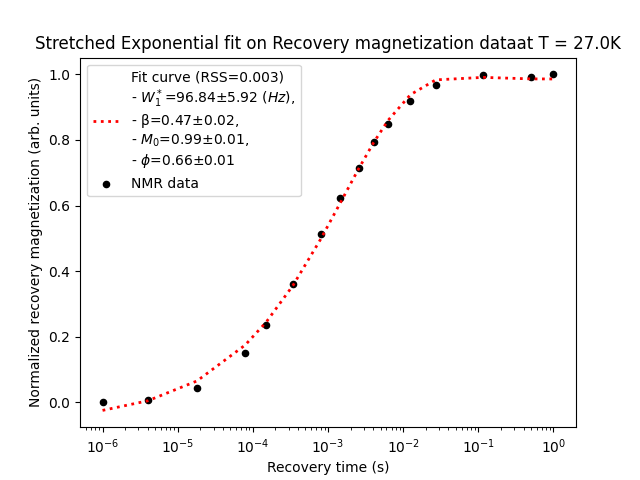 Stretched Exponential fit on Recovery magnetization dataat T = 27.0K
Fit curve (RSS=0.003)
- W₁*=96.84±5.92 (Hz),
- β=0.47±0.02,
- M₀=0.99±0.01,
- ϕ=0.66±0.01
NMR data
Normalized recovery magnetization (arb. units)
1.0
0.8
0.6
0.4
0.2
0.0
10⁻⁶ 10⁻⁵ 10⁻⁴ 10⁻³ 10⁻² 10⁻¹ 10⁰
Recovery time (s)